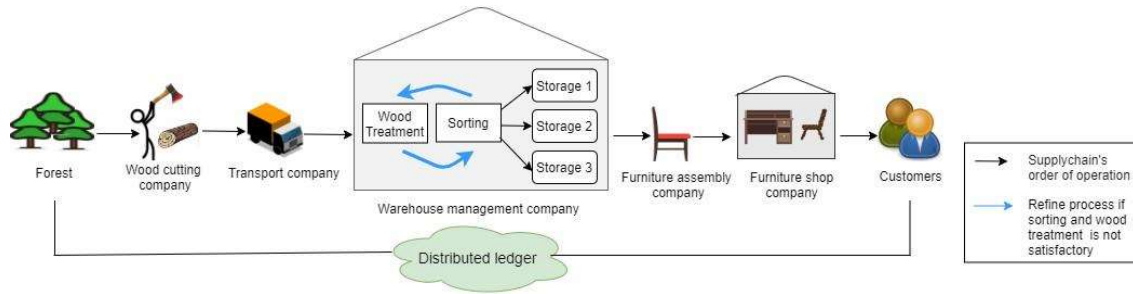 Forest
Wood cutting
company
Transport company
Wood
Treatment
Sorting
Storage 1
Storage 2
Storage 3
Warehouse management company
Furniture assembly
company
Furniture shop
company
Customers
Distributed ledger
Supplychain's
order of operation
Refine process if
sorting and wood
treatment is not
satisfactory